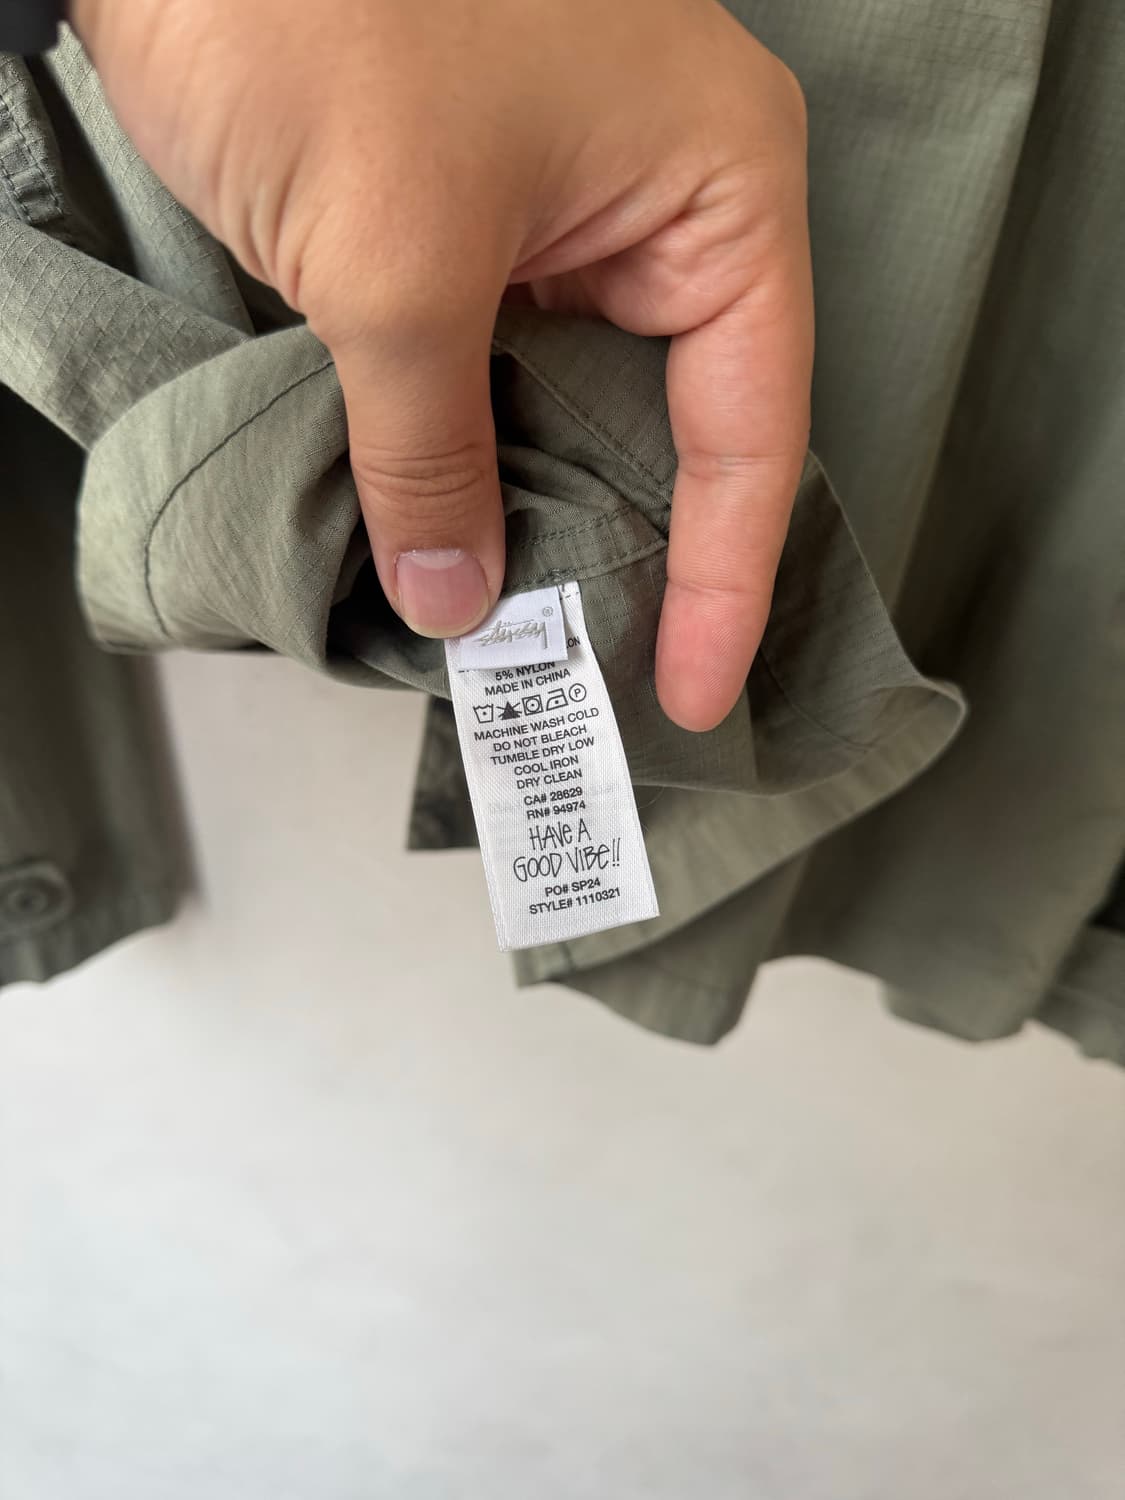 stüssy ®
ON
5% NYLON
MADE IN CHINA
P
MACHINE WASH COLD
DO NOT BLEACH
TUMBLE DRY LOW
COOL IRON
DRY CLEAN
CA# 28629
RN# 94974
HAVE A
GOOD VIBE!!
PO# SP24
STYLE# 1110321